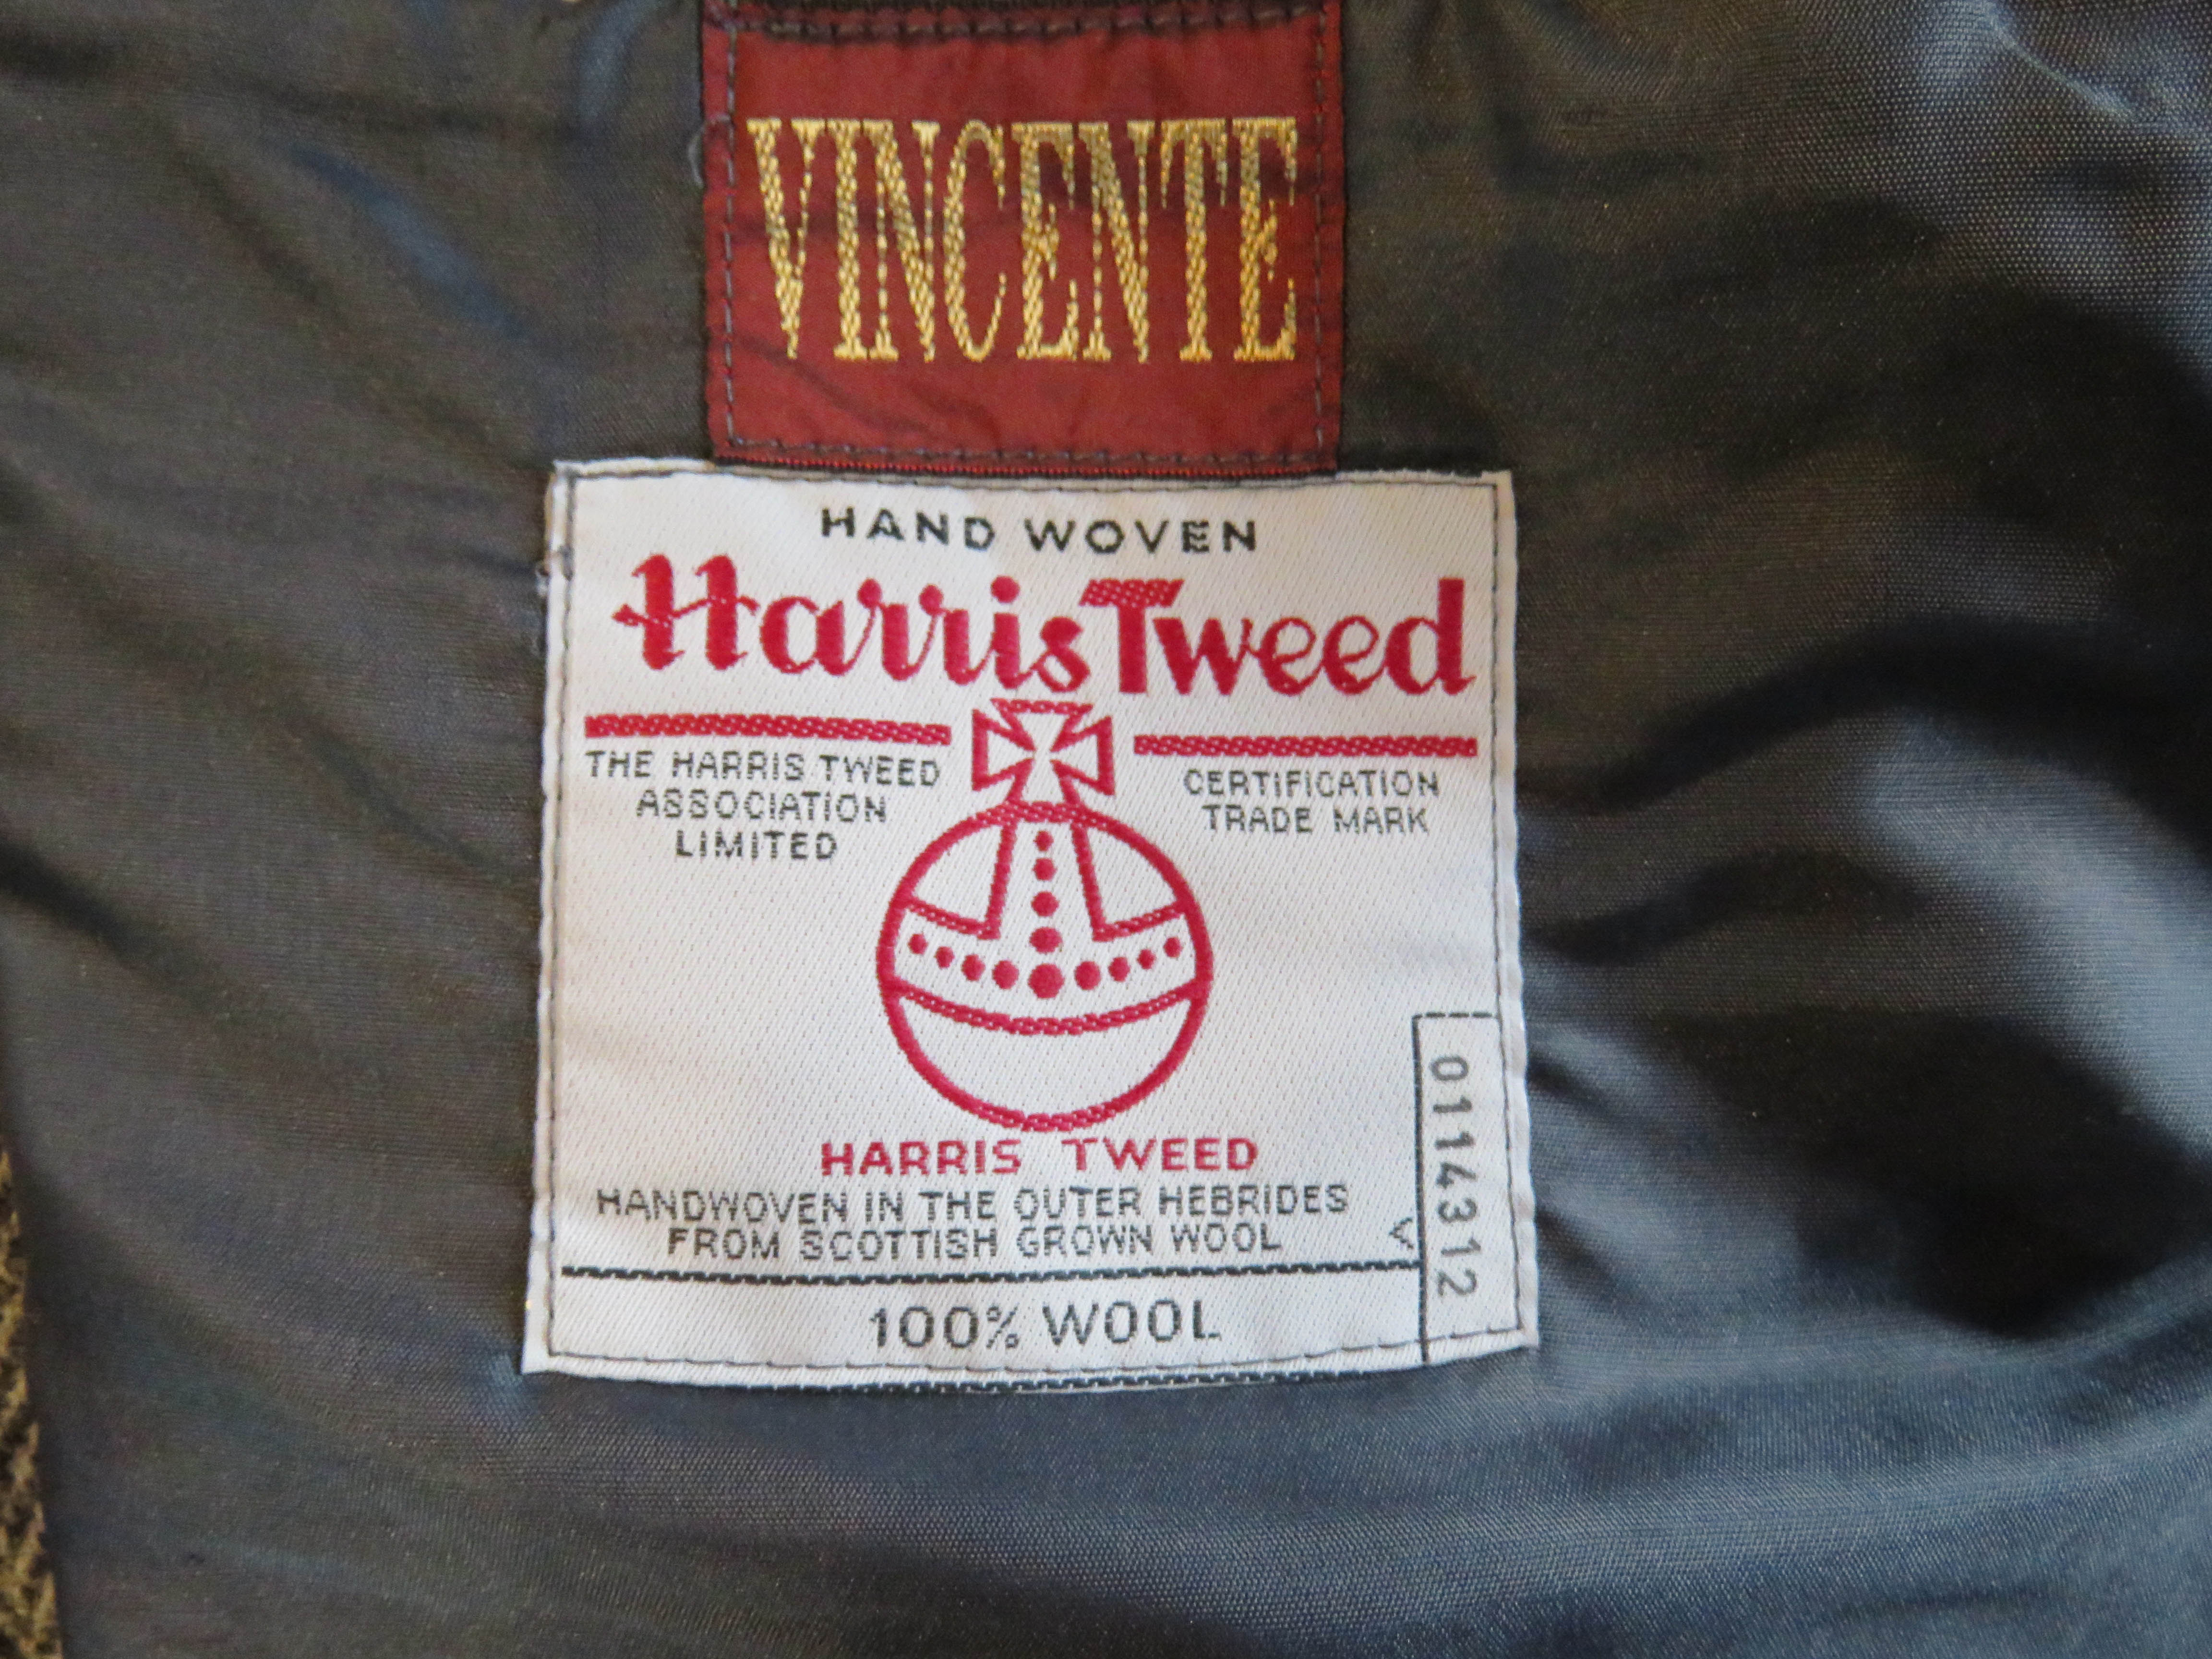 VINCENTE
HAND WOVEN
Harris Tweed
THE HARRIS TWEED
ASSOCIATION
LIMITED
CERTIFICATION
TRADE MARK
HARRIS TWEED
HANDWOVEN IN THE OUTER HEBRIDES
FROM SCOTTISH GROWN WOOL
100% WOOL
< 0114312